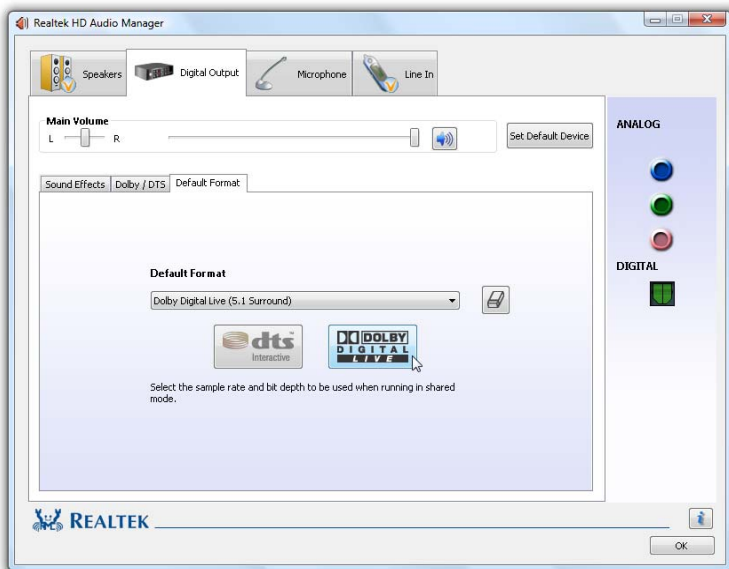 Realtek HD Audio Manager
Speakers
Digital Output
Microphone
Line In
Main Volume
L R
Set Default Device
ANALOG
Sound Effects Dolby / DTS Default Format
Default Format
DIGITAL
Dolby Digital Live (5.1 Surround)
dts
Interactive
DOLBY
DIGITAL
LIVE
Select the sample rate and bit depth to be used when running in shared
mode.
REALTEK
i
OK